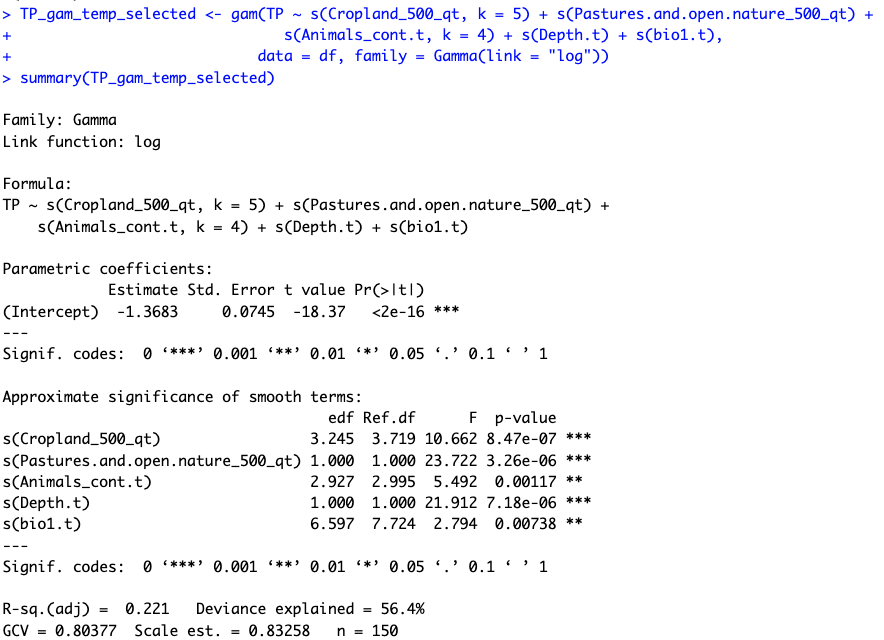 > TP_gam_temp_selected <- gam(TP ~ s(Cropland_500_qt, k = 5) + s(Pastures.and.open.nature_500_qt) +
+                               s(Animals_cont.t, k = 4) + s(Depth.t) + s(bio1.t),
+                            data = df, family = Gamma(link = "log"))
> summary(TP_gam_temp_selected)

Family: Gamma
Link function: log

Formula:
TP ~ s(Cropland_500_qt, k = 5) + s(Pastures.and.open.nature_500_qt) +
    s(Animals_cont.t, k = 4) + s(Depth.t) + s(bio1.t)

Parametric coefficients:
            Estimate Std. Error t value Pr(>|t|)
(Intercept)  -1.3683     0.0745  -18.37   <2e-16 ***
---
Signif. codes:  0 ‘***’ 0.001 ‘**’ 0.01 ‘*’ 0.05 ‘.’ 0.1 ‘ ’ 1

Approximate significance of smooth terms:
                                     edf Ref.df      F  p-value
s(Cropland_500_qt)                 3.245  3.719 10.662 8.47e-07 ***
s(Pastures.and.open.nature_500_qt) 1.000  1.000 23.722 3.26e-06 ***
s(Animals_cont.t)                  2.927  2.995  5.492  0.00117 **
s(Depth.t)                         1.000  1.000 21.912 7.18e-06 ***
s(bio1.t)                          6.597  7.724  2.794  0.00738 **
---
Signif. codes:  0 ‘***’ 0.001 ‘**’ 0.01 ‘*’ 0.05 ‘.’ 0.1 ‘ ’ 1

R-sq.(adj) =  0.221   Deviance explained = 56.4%
GCV = 0.80377  Scale est. = 0.83258   n = 150